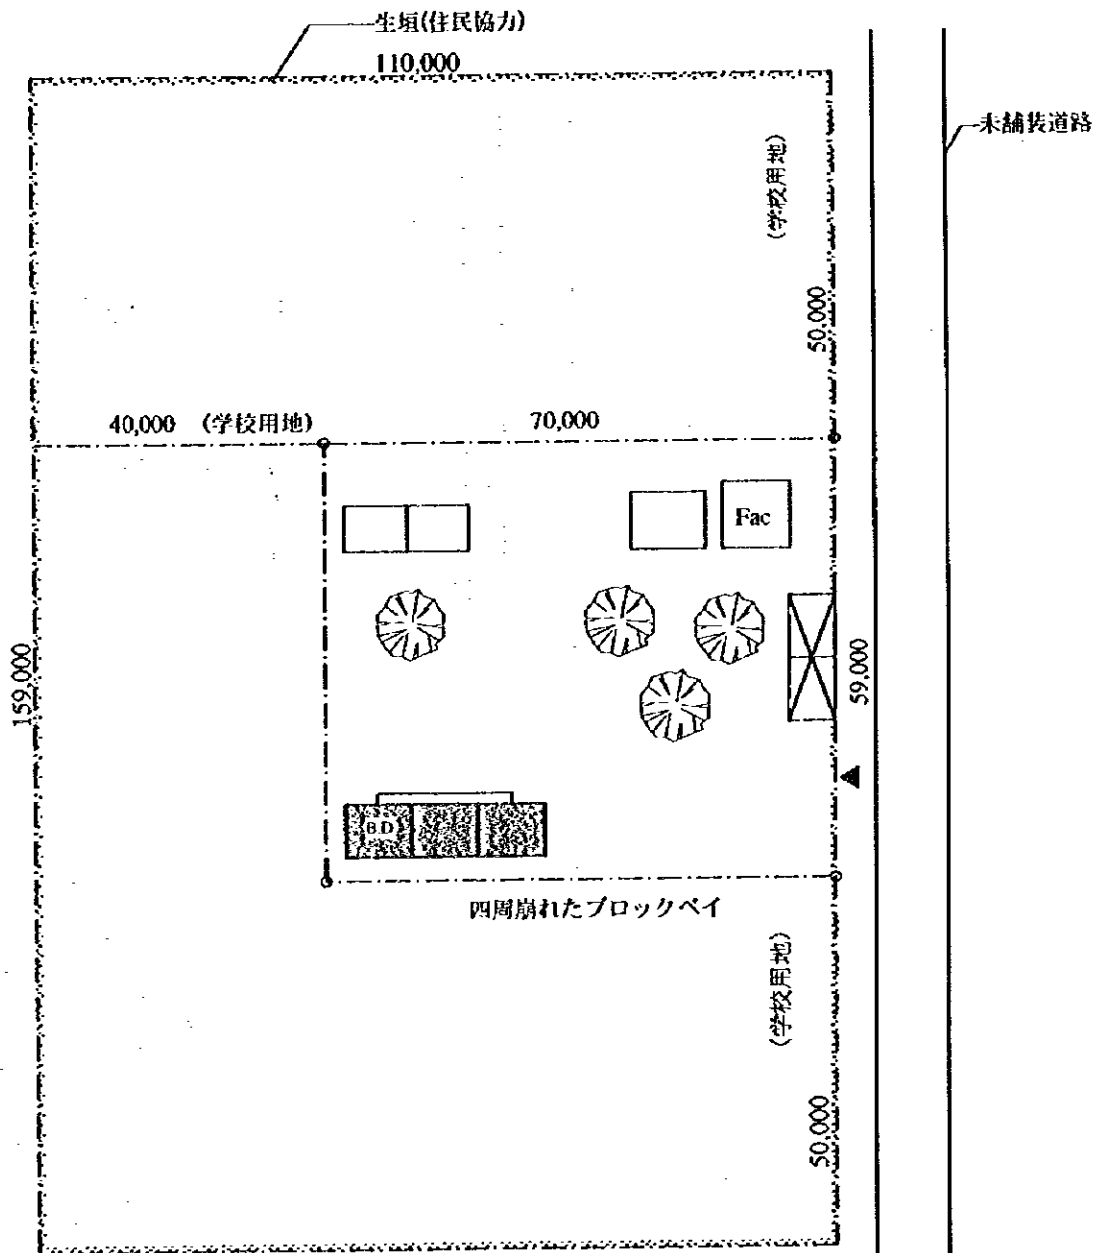 生垣(住民協力)
110,000
未舗装道路
(学校用地)
50,000
40,000 (学校用地)
70,000
Fac
159,000
59,000
B.D
四周崩れたブロックベイ
(学校用地)
50,000